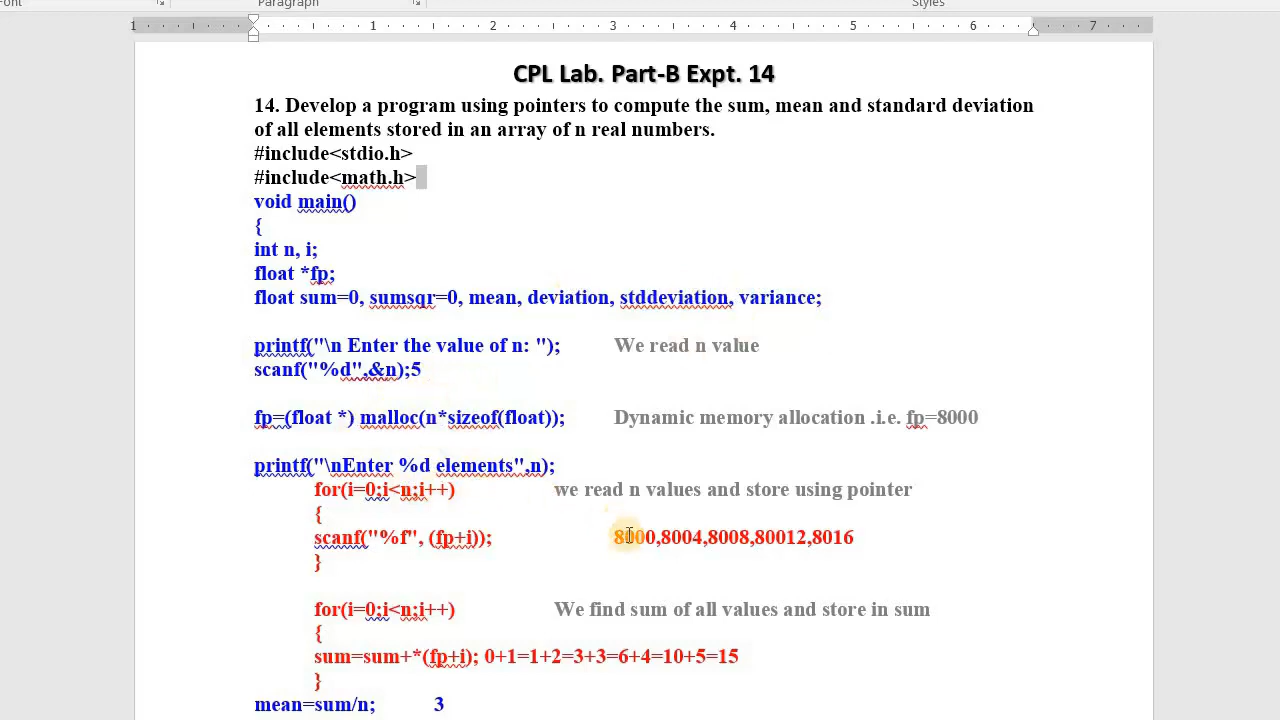 Font Paragraph Styles
1 1 2 3 4 5 6 7
CPL Lab. Part-B Expt. 14
14. Develop a program using pointers to compute the sum, mean and standard deviation
of all elements stored in an array of n real numbers.
#include<stdio.h>
#include<math.h>
void main()
{
int n, i;
float *fp;
float sum=0, sumsqr=0, mean, deviation, stddeviation, variance;
printf("\n Enter the value of n: "); We read n value
scanf("%d",&n);5
fp=(float *) malloc(n*sizeof(float)); Dynamic memory allocation .i.e. fp=8000
printf("\nEnter %d elements",n);
for(i=0;i<n;i++) we read n values and store using pointer
{
scanf("%f", (fp+i)); 8000,8004,8008,80012,8016
}
for(i=0;i<n;i++) We find sum of all values and store in sum
{
sum=sum+*(fp+i); 0+1=1+2=3+3=6+4=10+5=15
}
mean=sum/n; 3